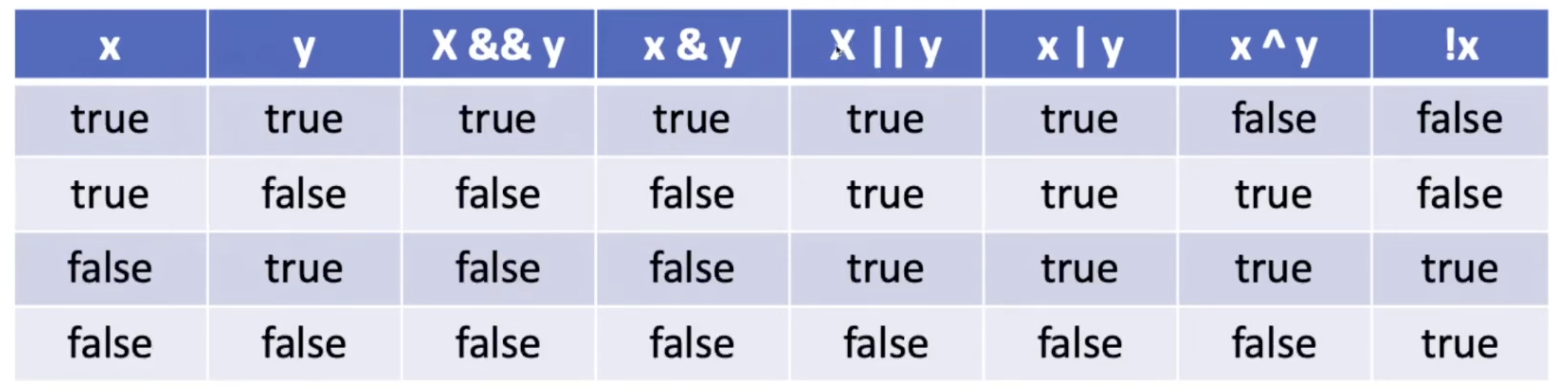 x y X && y x & y X || y x | y x ^ y !x
true true true true true true false false
true false false false true true true false
false true false false true true true true
false false false false false false false true